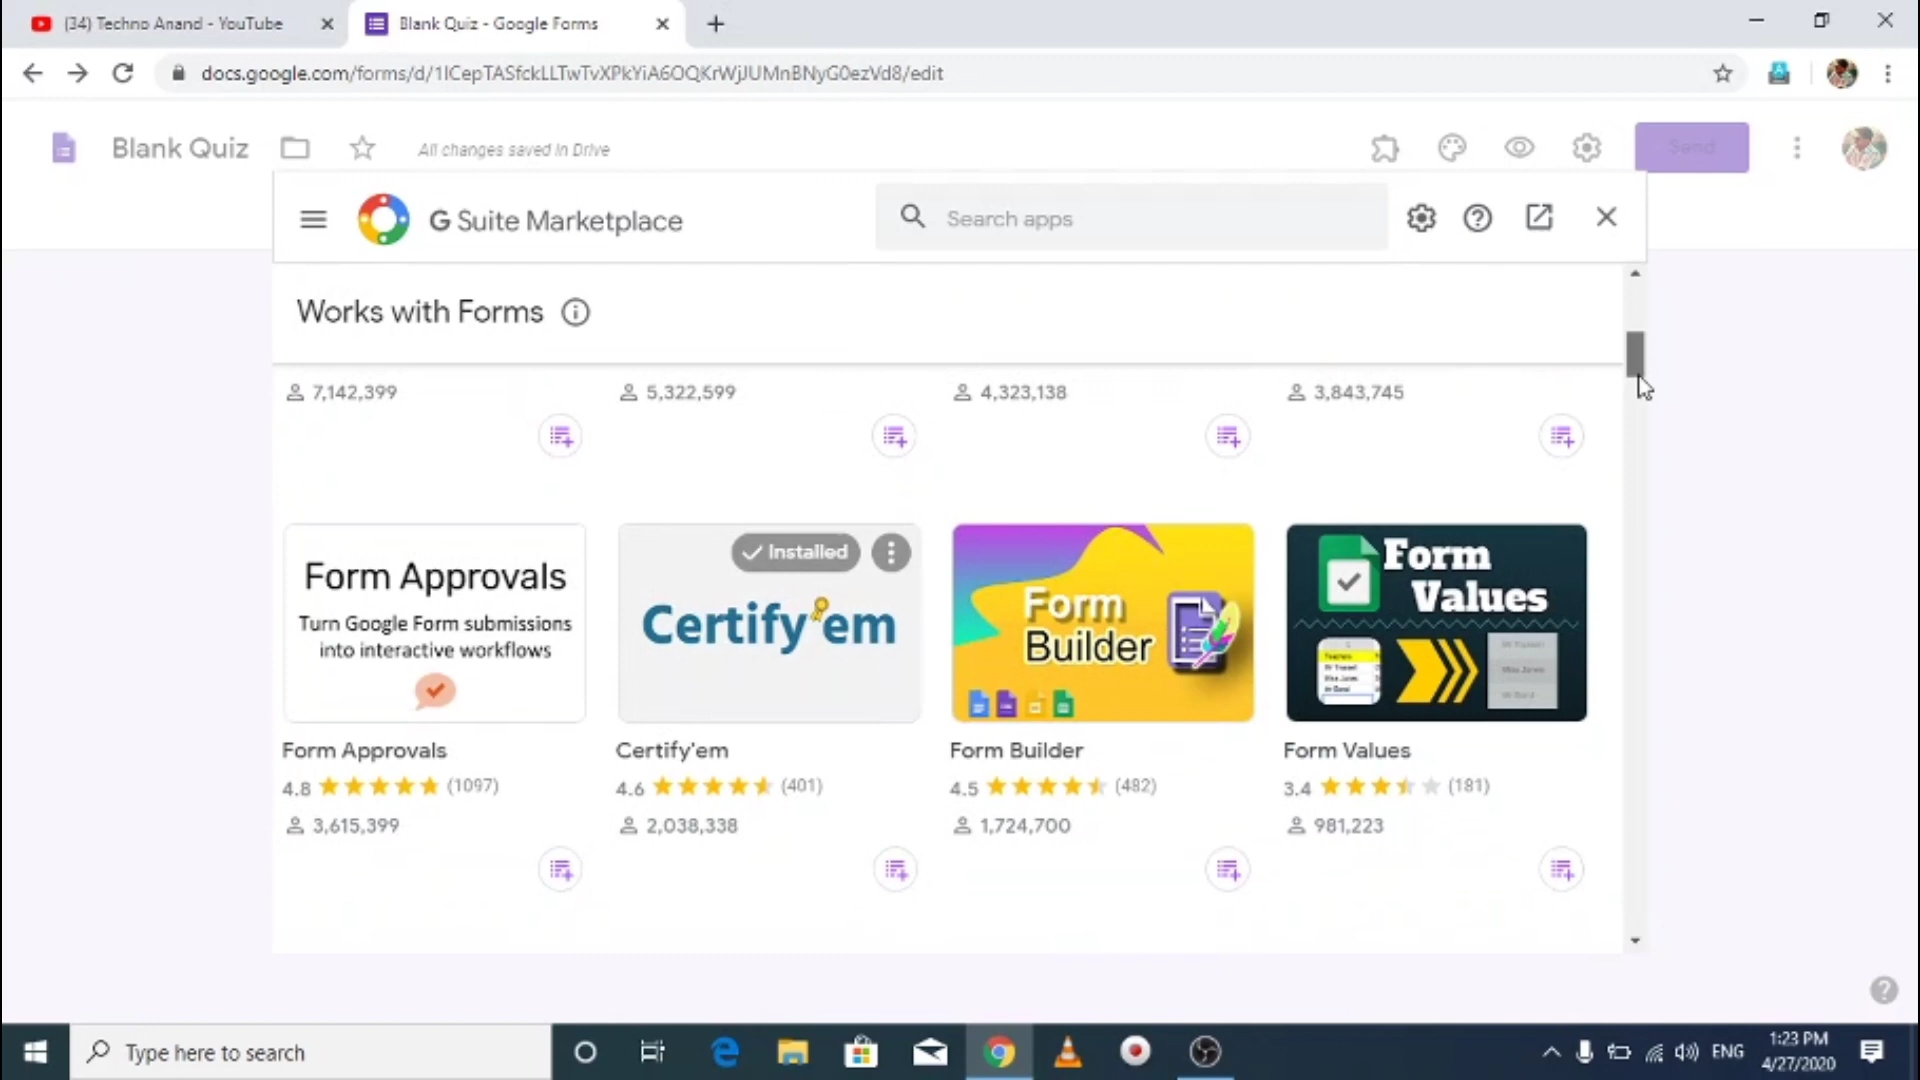 (34) Techno Anand - YouTube
Blank Quiz - Google Forms
docs.google.com/forms/d/1ICepTASfckLLTwTvXPkYiA6OQKrWjJUMnBNyG0ezVd8/edit
Blank Quiz
All changes saved in Drive
Send
G Suite Marketplace
Search apps
Works with Forms
7,142,399
5,322,599
4,323,138
3,843,745
Form Approvals
Turn Google Form submissions
into interactive workflows
Installed
Certify'em
Form
Builder
Form
Values
Form Approvals
Certify'em
Form Builder
Form Values
4.8 (1097)
4.6 (401)
4.5 (482)
3.4 (181)
3,615,399
2,038,338
1,724,700
981,223
Type here to search
ENG
1:23 PM
4/27/2020